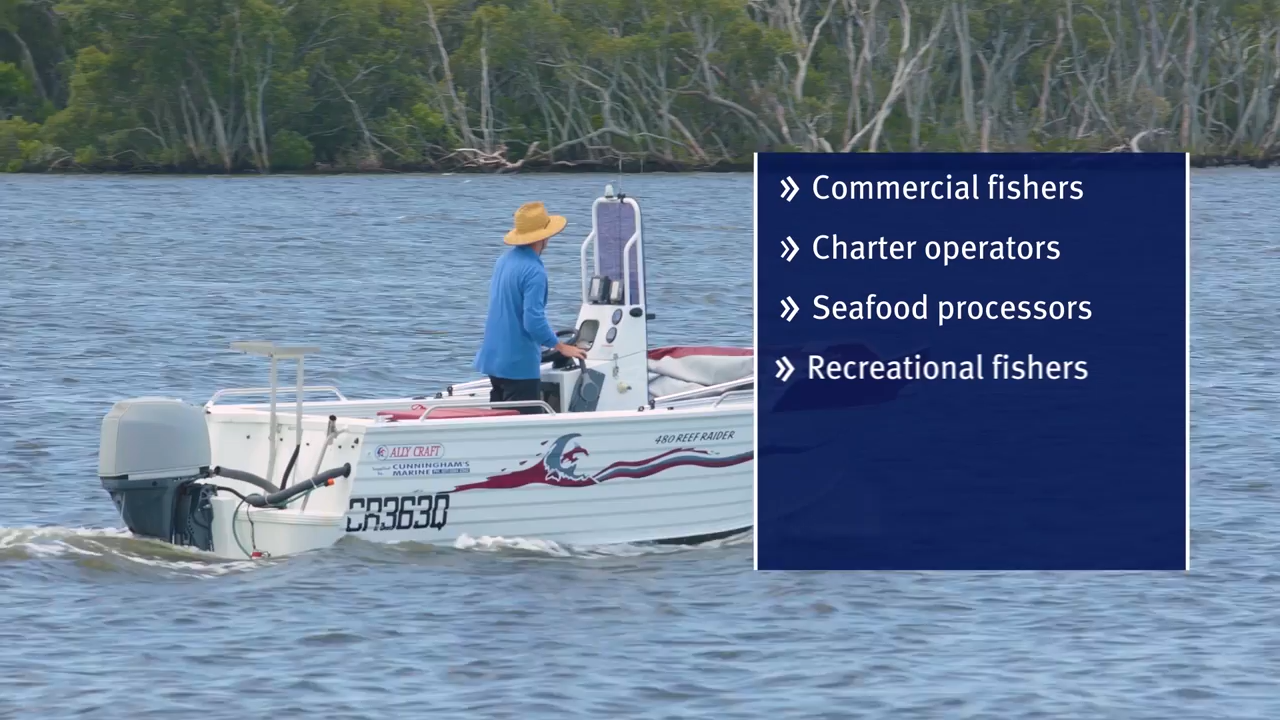 » Commercial fishers
» Charter operators
» Seafood processors
» Recreational fishers
480 REEF RAIDER
ALLY CRAFT
CUNNINGHAM'S
MARINE
CR363Q